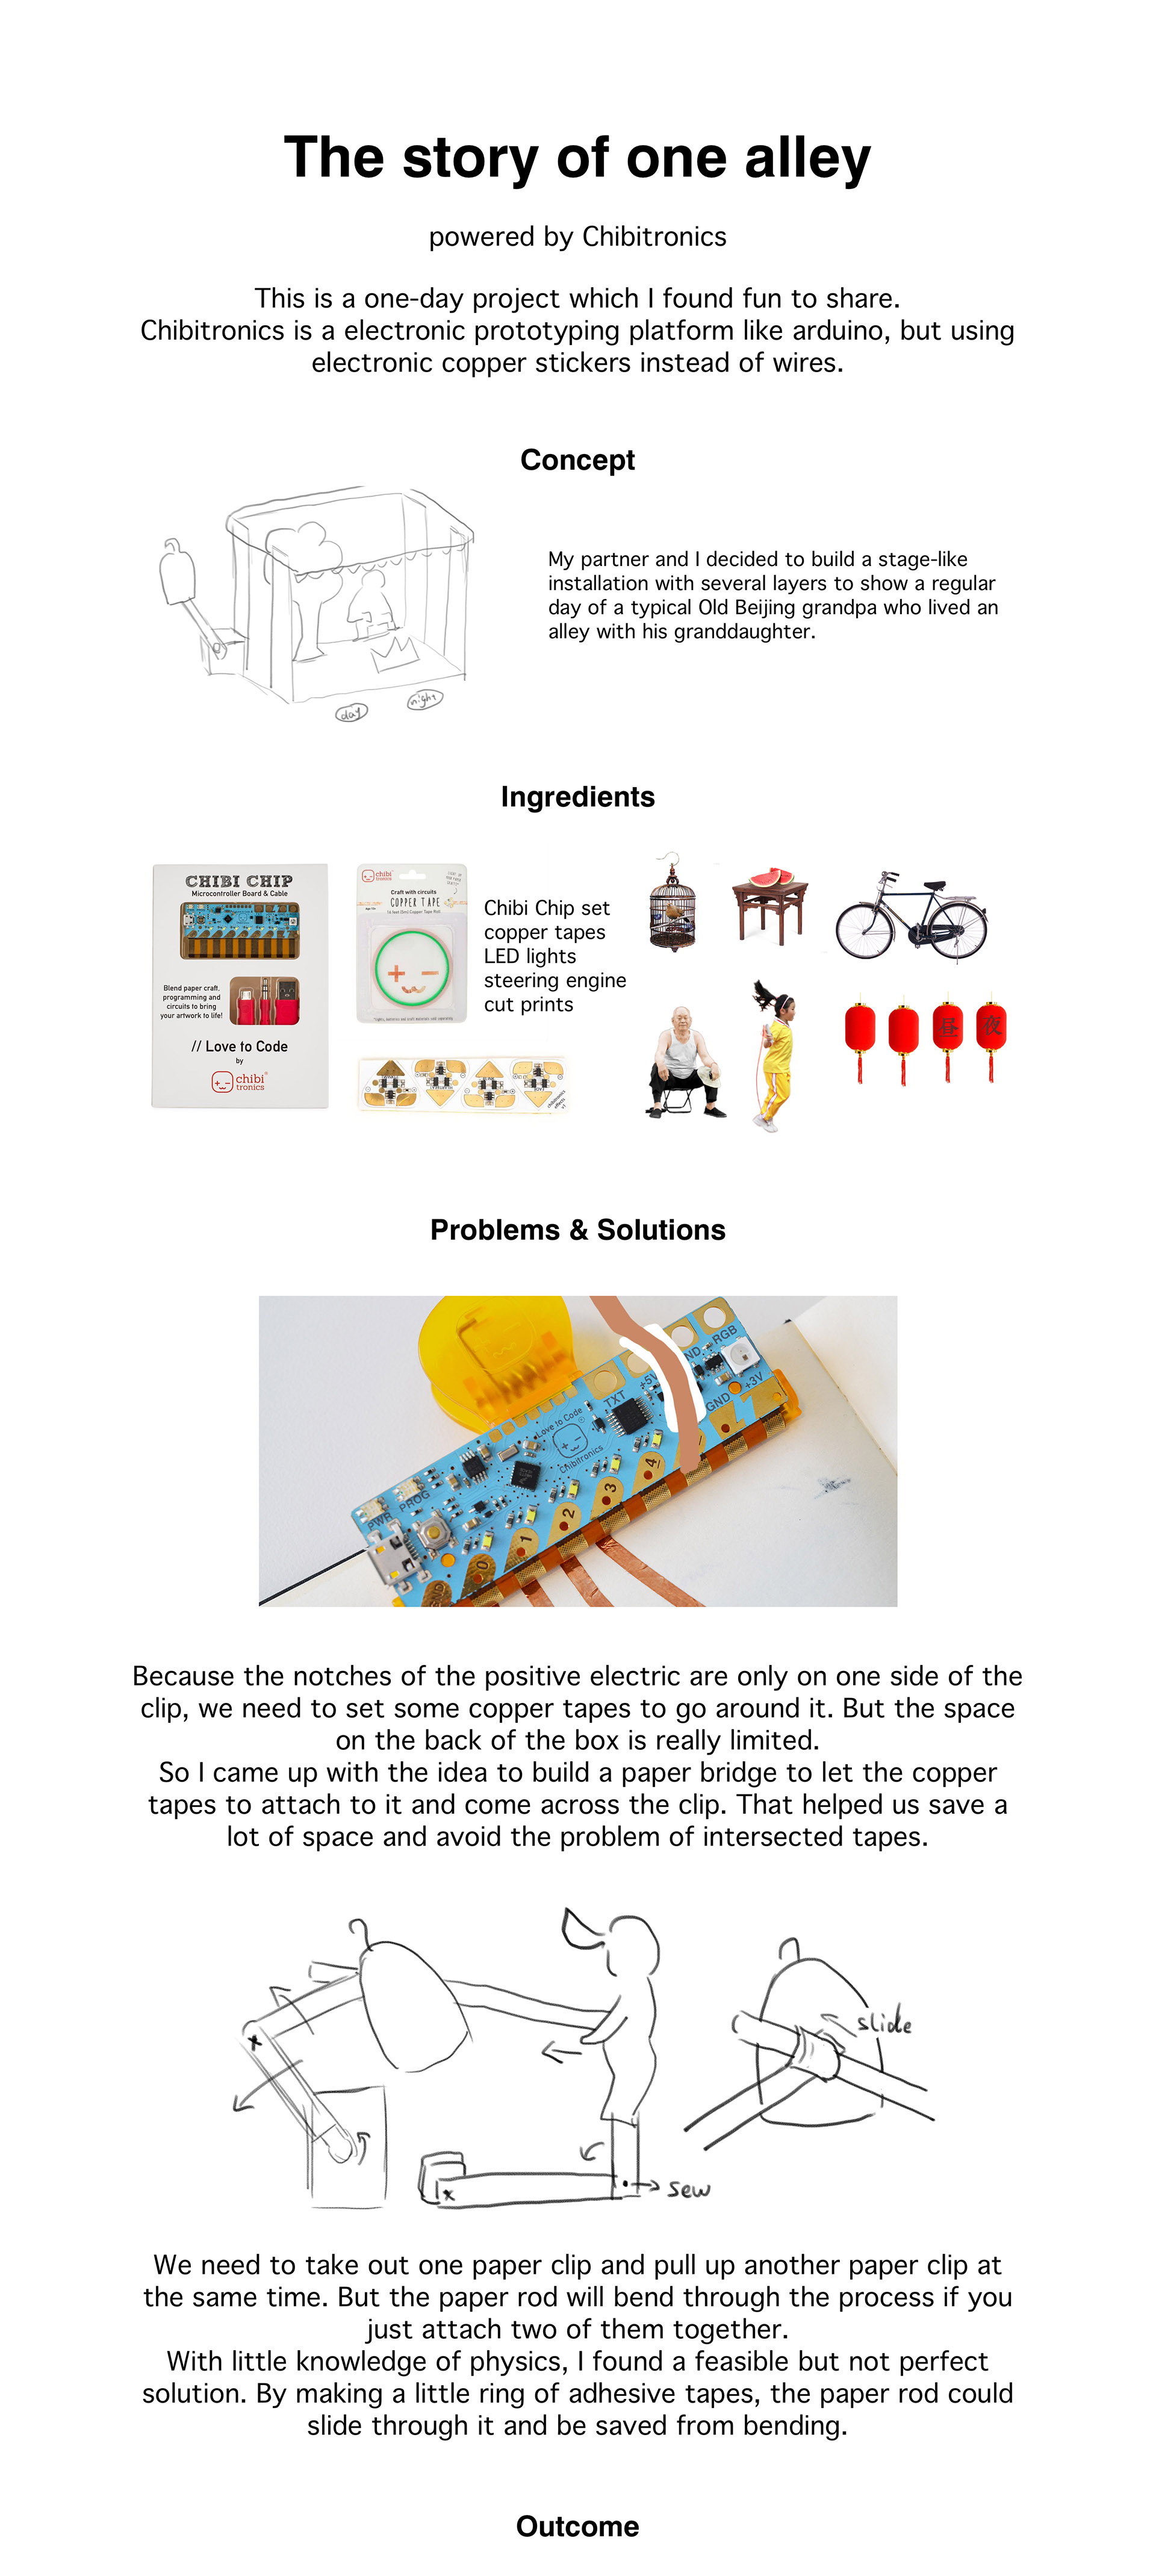 The story of one alley
powered by Chibitronics
This is a one-day project which I found fun to share.
Chibitronics is a electronic prototyping platform like arduino, but using
electronic copper stickers instead of wires.
Concept
My partner and I decided to build a stage-like
installation with several layers to show a regular
day of a typical Old Beijing grandpa who lived an
alley with his granddaughter.
day
night
Ingredients
CHIBI CHIP
Microcontroller Board & Cable
Blend paper craft,
programming and
circuits to bring
your artwork to life!
// Love to Code
by
chibi
tronics
chibi
tronics
Craft with circuits
COPPER TAPE
Chibi Chip set
copper tapes
LED lights
steering engine
cut prints
昼
夜
Problems & Solutions
RGB
+5V
TXT
GND
+3V
Love to Code
Chibitronics
PROG
PWR
4
3
2
1
0
Because the notches of the positive electric are only on one side of the
clip, we need to set some copper tapes to go around it. But the space
on the back of the box is really limited.
So I came up with the idea to build a paper bridge to let the copper
tapes to attach to it and come across the clip. That helped us save a
lot of space and avoid the problem of intersected tapes.
slide
x
x
sew
We need to take out one paper clip and pull up another paper clip at
the same time. But the paper rod will bend through the process if you
just attach two of them together.
With little knowledge of physics, I found a feasible but not perfect
solution. By making a little ring of adhesive tapes, the paper rod could
slide through it and be saved from bending.
Outcome